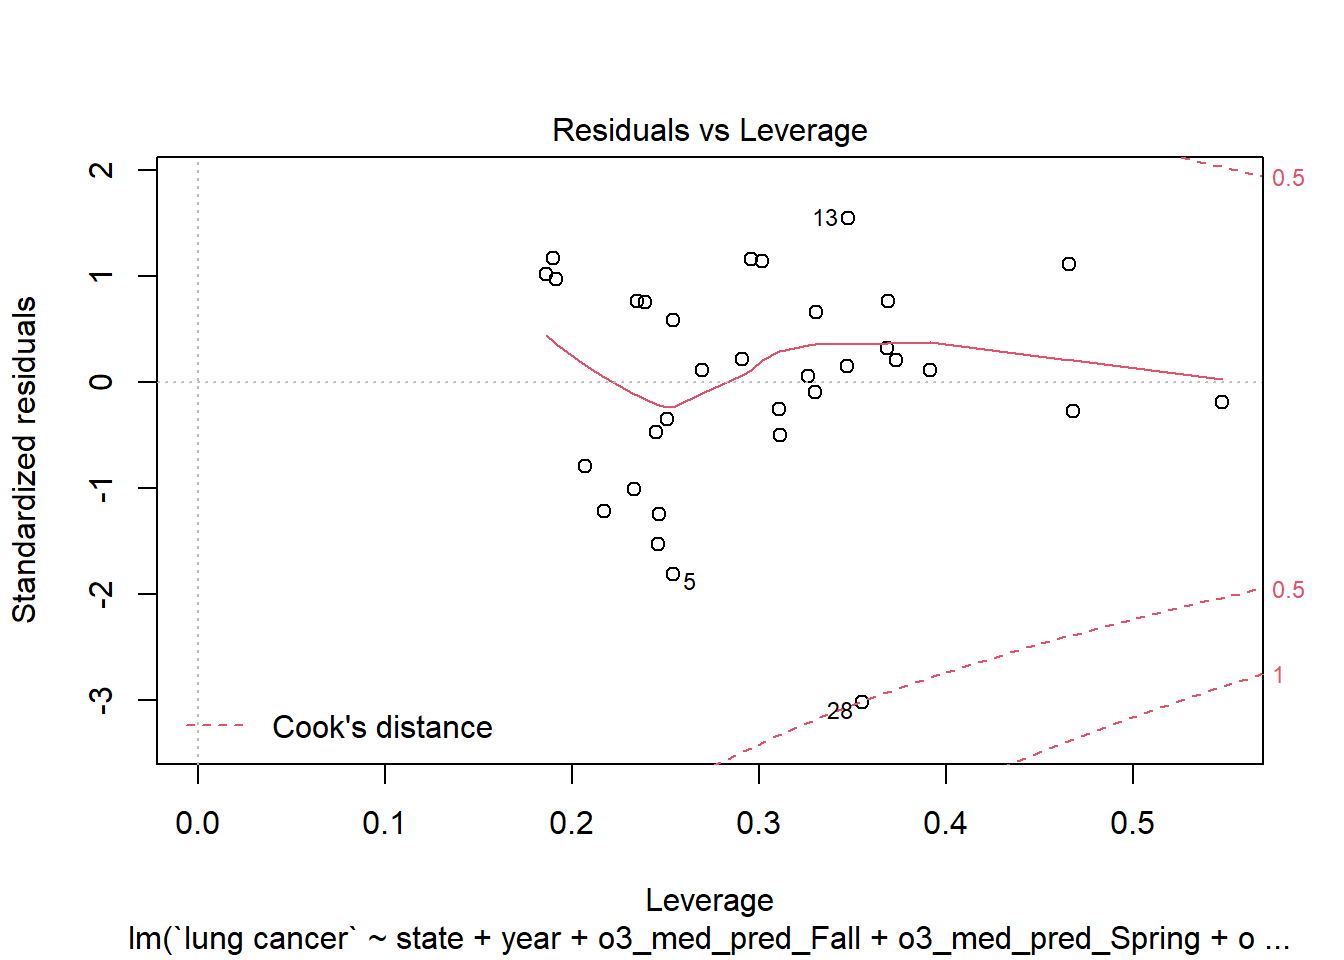 Residuals vs Leverage
Standardized residuals
2
1
0
-1
-2
-3
13
5
28
0.5
0.5
1
Cook's distance
0.0 0.1 0.2 0.3 0.4 0.5
Leverage
lm(`lung cancer` ~ state + year + o3_med_pred_Fall + o3_med_pred_Spring + o ...